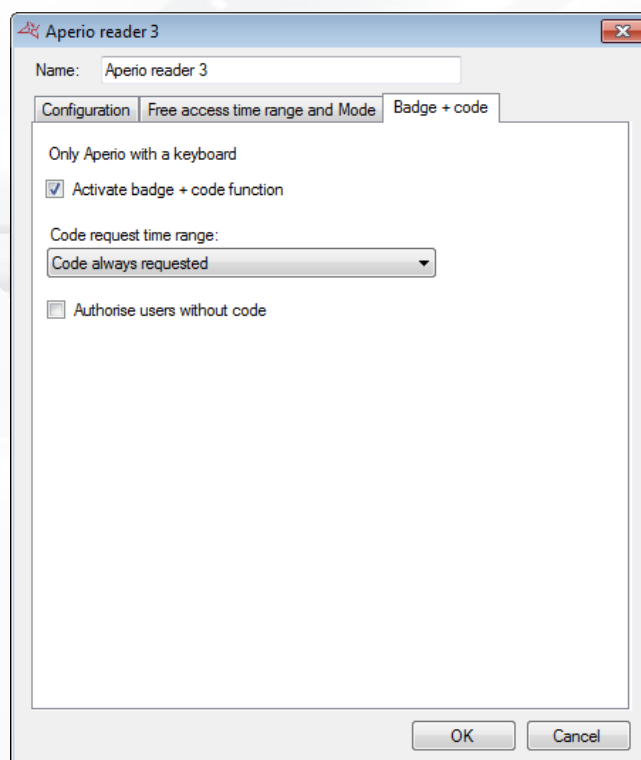 Aperio reader 3
Name: Aperio reader 3
Configuration Free access time range and Mode Badge + code
Only Aperio with a keyboard
Activate badge + code function
Code request time range:
Code always requested
Authorise users without code
OK Cancel